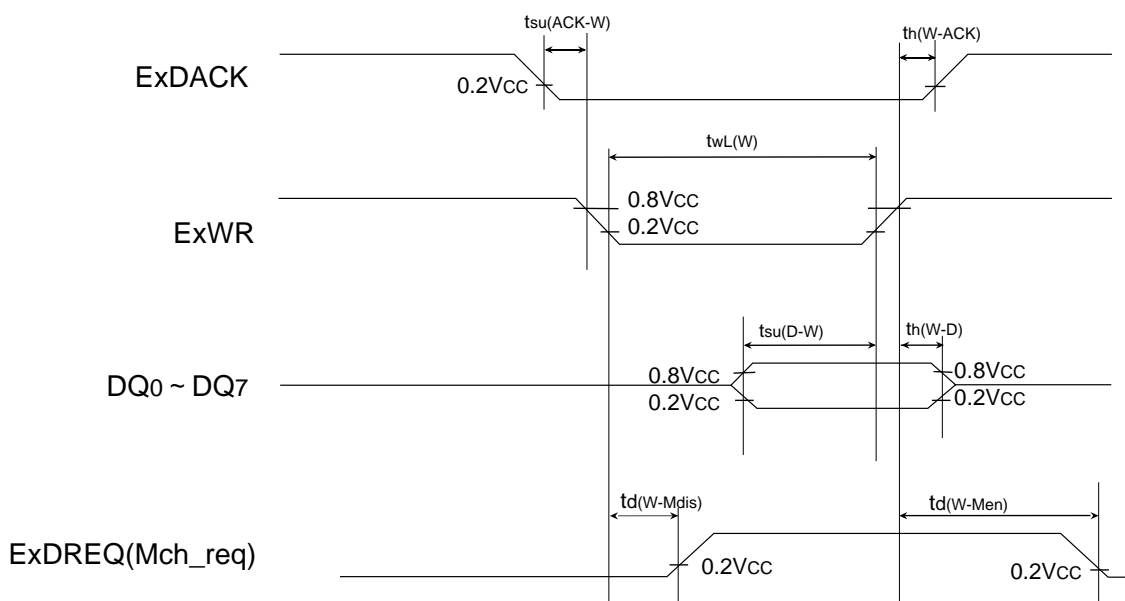 tsu(ACK-W)
th(W-ACK)
ExDACK
0.2VCC
twL(W)
0.8VCC
ExWR
0.2VCC
tsu(D-W)
th(W-D)
DQ0 ~ DQ7
0.8VCC
0.8VCC
0.2VCC
0.2VCC
td(W-Mdis)
td(W-Men)
ExDREQ(Mch_req)
0.2VCC
0.2VCC